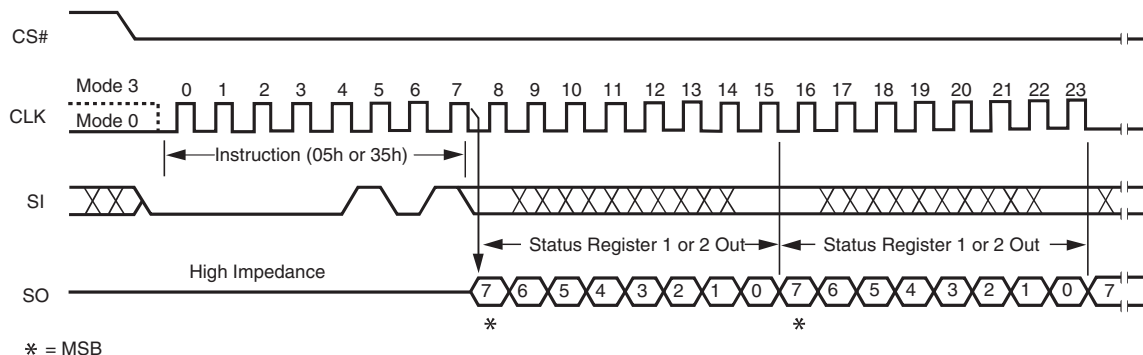 CS#
Mode 3
0 1 2 3 4 5 6 7 8 9 10 11 12 13 14 15 16 17 18 19 20 21 22 23
CLK
Mode 0
Instruction (05h or 35h)
SI
Status Register 1 or 2 Out Status Register 1 or 2 Out
High Impedance
SO
7 6 5 4 3 2 1 0 7 6 5 4 3 2 1 0 7
* *
* = MSB